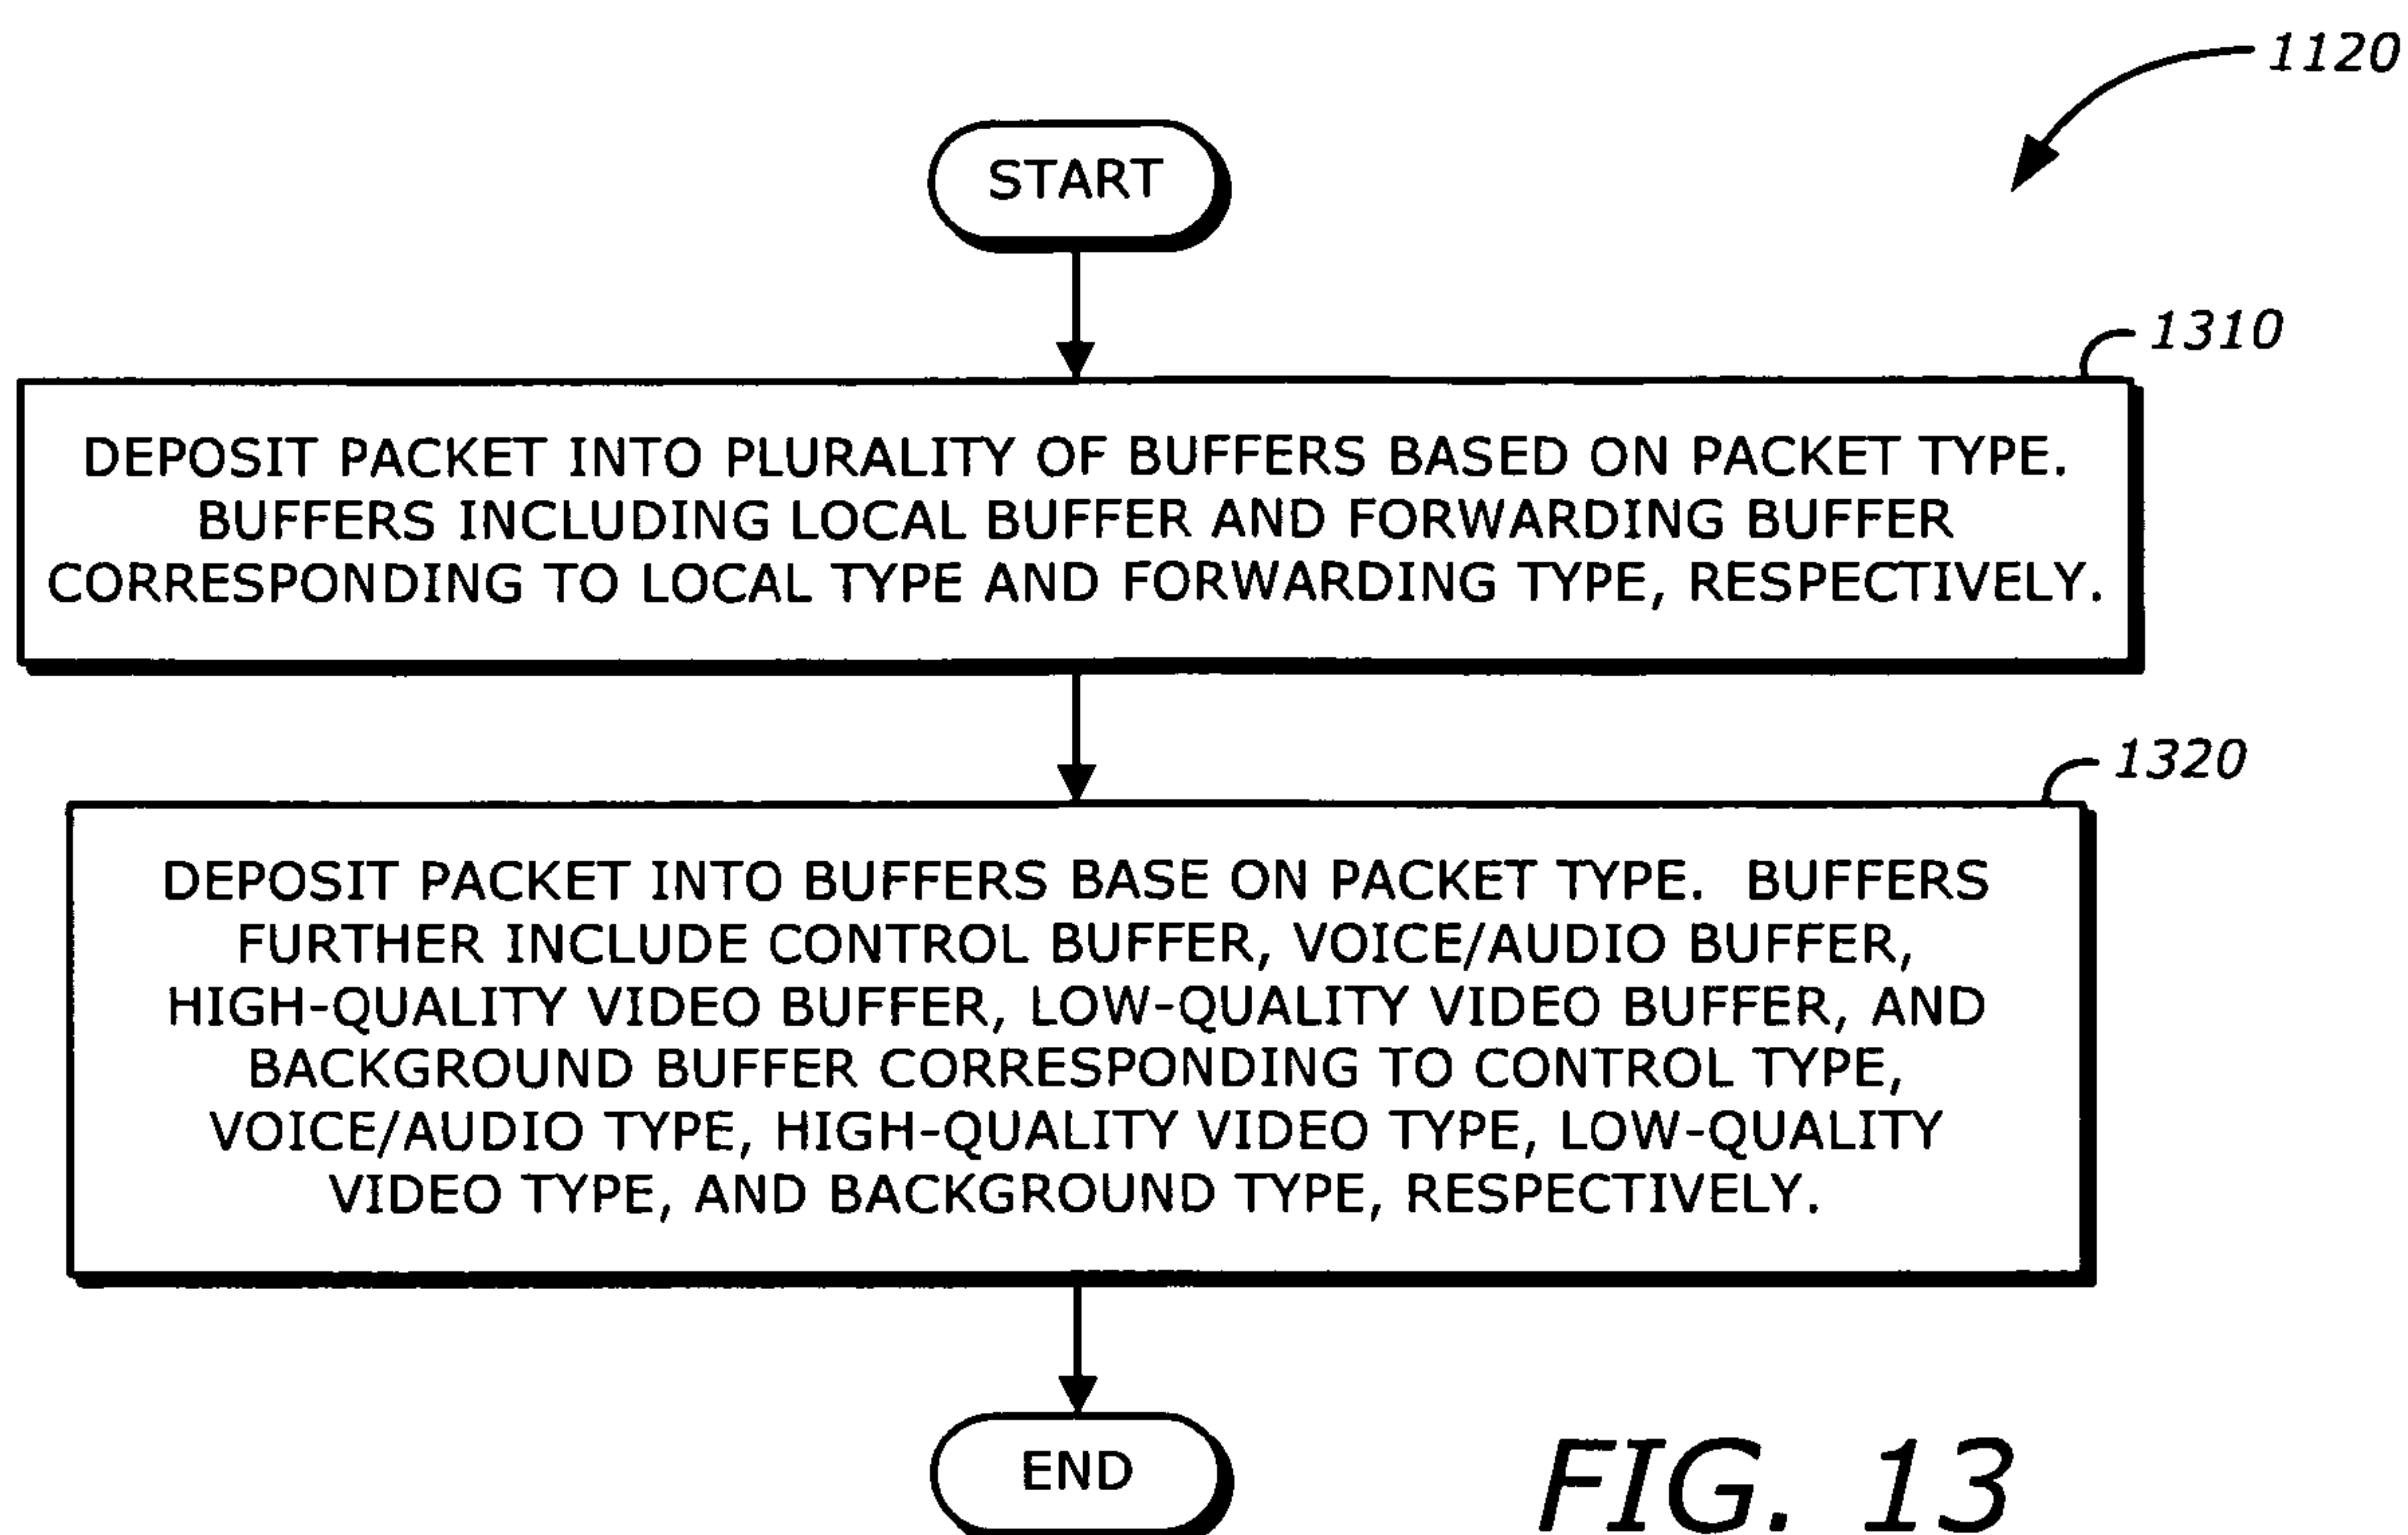 1120
START
1310
DEPOSIT PACKET INTO PLURALITY OF BUFFERS BASED ON PACKET TYPE.
BUFFERS INCLUDING LOCAL BUFFER AND FORWARDING BUFFER
CORRESPONDING TO LOCAL TYPE AND FORWARDING TYPE, RESPECTIVELY.
1320
DEPOSIT PACKET INTO BUFFERS BASE ON PACKET TYPE. BUFFERS
FURTHER INCLUDE CONTROL BUFFER, VOICE/AUDIO BUFFER,
HIGH-QUALITY VIDEO BUFFER, LOW-QUALITY VIDEO BUFFER, AND
BACKGROUND BUFFER CORRESPONDING TO CONTROL TYPE,
VOICE/AUDIO TYPE, HIGH-QUALITY VIDEO TYPE, LOW-QUALITY
VIDEO TYPE, AND BACKGROUND TYPE, RESPECTIVELY.
END
FIG. 13